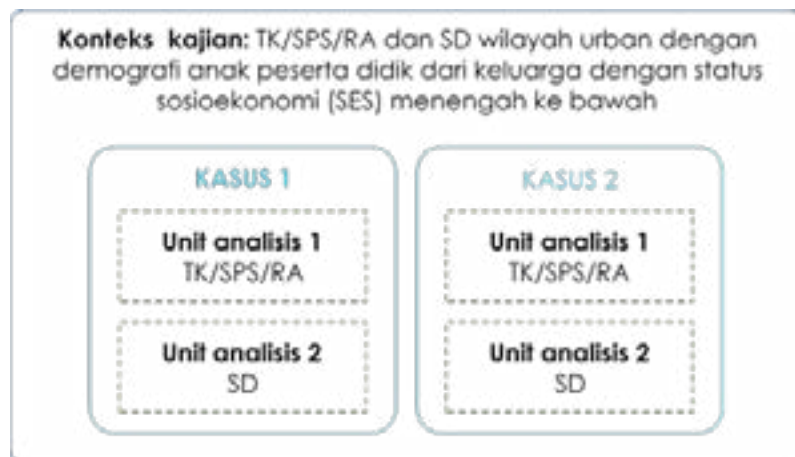 Konteks kajian: TK/SPS/RA dan SD wilayah urban dengan
demografi anak peserta didik dari keluarga dengan status
sosioekonomi (SES) menengah ke bawah
KASUS 1
Unit analisis 1
TK/SPS/RA
Unit analisis 2
SD
KASUS 2
Unit analisis 1
TK/SPS/RA
Unit analisis 2
SD